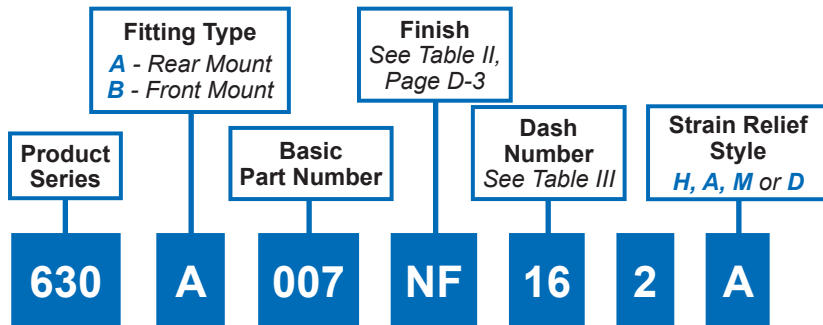 Fitting Type
A - Rear Mount
B - Front Mount
Finish
See Table II,
Page D-3
Product
Series
Basic
Part Number
Dash
Number
See Table III
Strain Relief
Style
H, A, M or D
630 A 007 NF 16 2 A